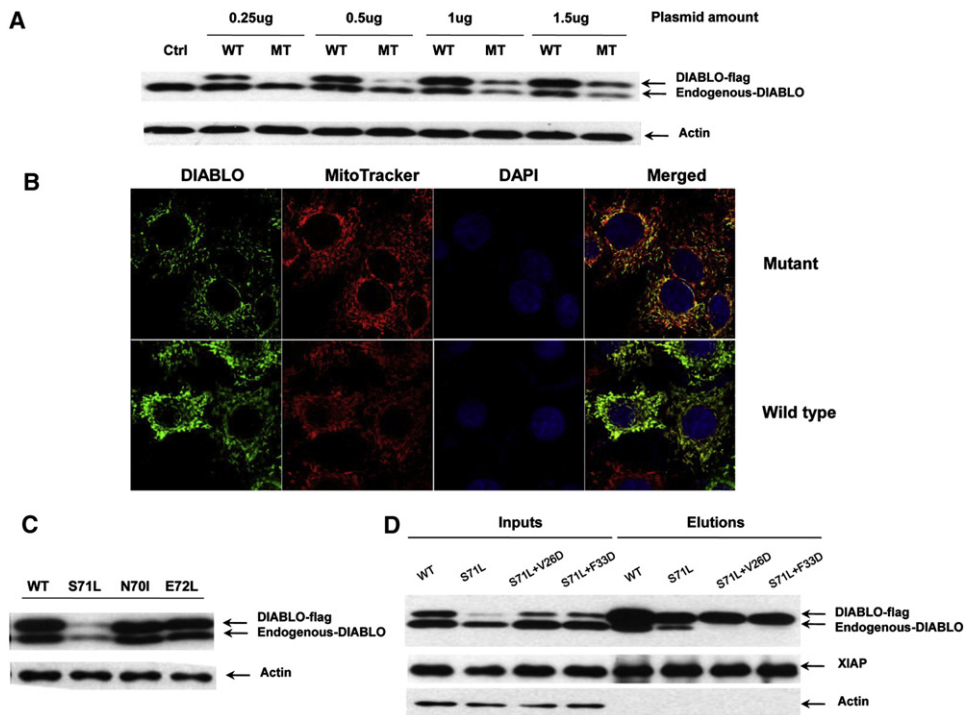 A
0.25ug 0.5ug 1ug 1.5ug Plasmid amount
Ctrl WT MT WT MT WT MT WT MT
DIABLO-flag
Endogenous-DIABLO
Actin
B
DIABLO MitoTracker DAPI Merged
Mutant
Wild type
C
WT S71L N70I E72L
DIABLO-flag
Endogenous-DIABLO
Actin
D
Inputs Elutions
WT S71L S71L+V26D S71L+F33D WT S71L S71L+V26D S71L+F33D
DIABLO-flag
Endogenous-DIABLO
XIAP
Actin